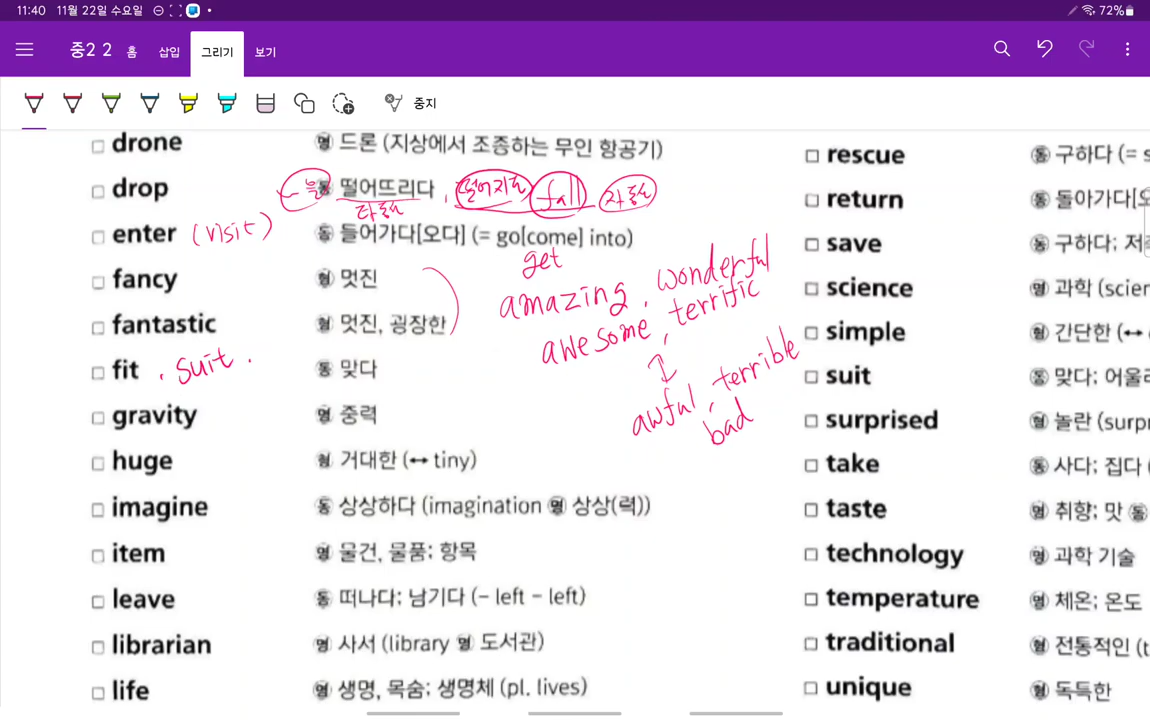 11:40 11월 22일 수요일
72%
중2 2 홈 삽입 그리기 보기
중지
drone 명 드론 (지상에서 조종하는 무인 항공기)
drop 동 떨어뜨리다, 떨어지다 fall 자동
타동
enter (visit) 동 들어가다[오다] (= go[come] into)
get
fancy 형 멋진
amazing, wonderful
fantastic 형 멋진, 굉장한
awesome, terrific
↕
fit, suit. 동 맞다
awful, terrible
bad
gravity 명 중력
huge 형 거대한 (↔ tiny)
imagine 동 상상하다 (imagination 명 상상(력))
item 명 물건, 물품; 항목
leave 동 떠나다; 남기다 (– left – left)
librarian 명 사서 (library 명 도서관)
life 명 생명, 목숨; 생명체 (pl. lives)
rescue 동 구하다 (= s
return 동 돌아가다[오
save 동 구하다; 저
science 명 과학 (scien
simple 형 간단한 (↔
suit 동 맞다; 어울리
surprised 형 놀란 (surpr
take 동 사다; 집다 (
taste 명 취향; 맛 동
technology 명 과학 기술
temperature 명 체온; 온도
traditional 형 전통적인 (t
unique 형 독특한